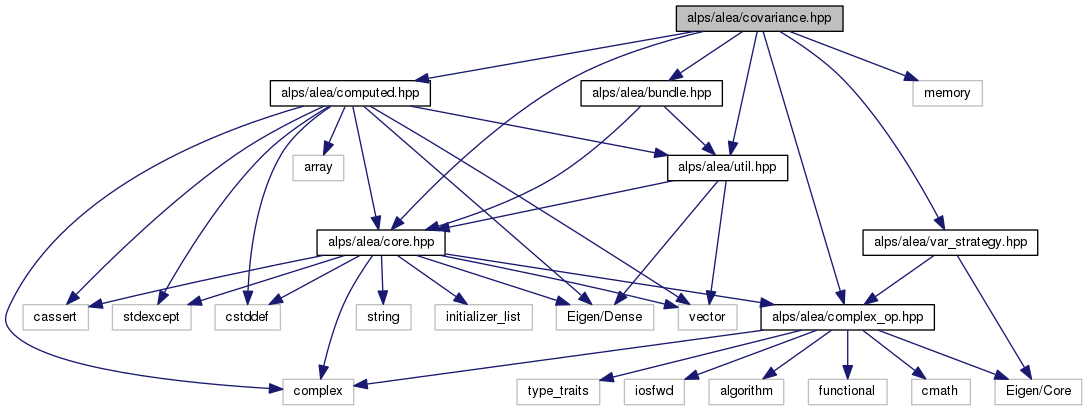 alps/alea/covariance.hpp
alps/alea/computed.hpp
alps/alea/bundle.hpp
memory
array
alps/alea/util.hpp
alps/alea/core.hpp
alps/alea/var_strategy.hpp
cassert
stdexcept
cstddef
string
initializer_list
Eigen/Dense
vector
alps/alea/complex_op.hpp
complex
type_traits
iosfwd
algorithm
functional
cmath
Eigen/Core